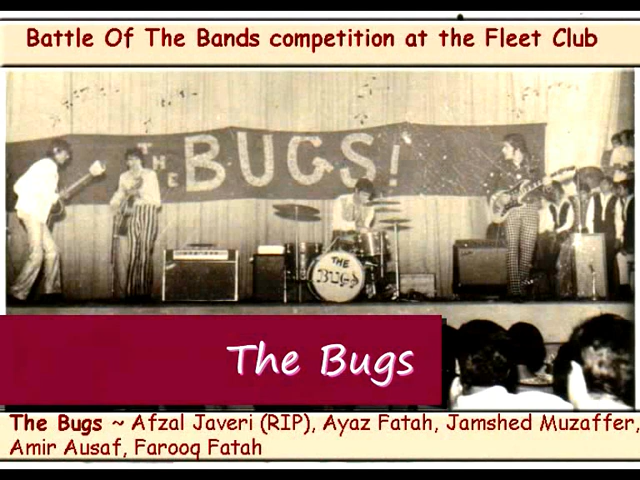 Battle Of The Bands competition at the Fleet Club
THE
BUGS!
THE
BUGS
The Bugs
The Bugs ~ Afzal Javeri (RIP), Ayaz Fatah, Jamshed Muzaffer,
Amir Ausaf, Farooq Fatah